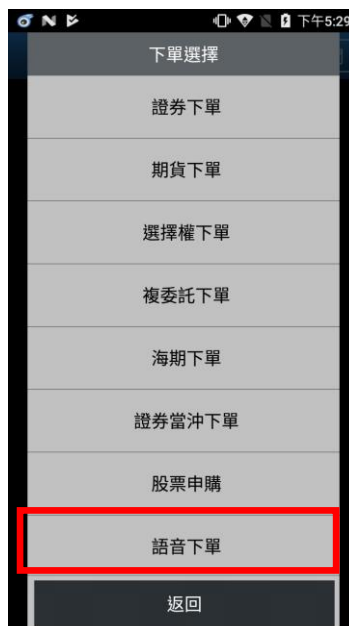 下午5:29
下單選擇
證券下單
期貨下單
選擇權下單
複委託下單
海期下單
證券當沖下單
股票申購
語音下單
返回